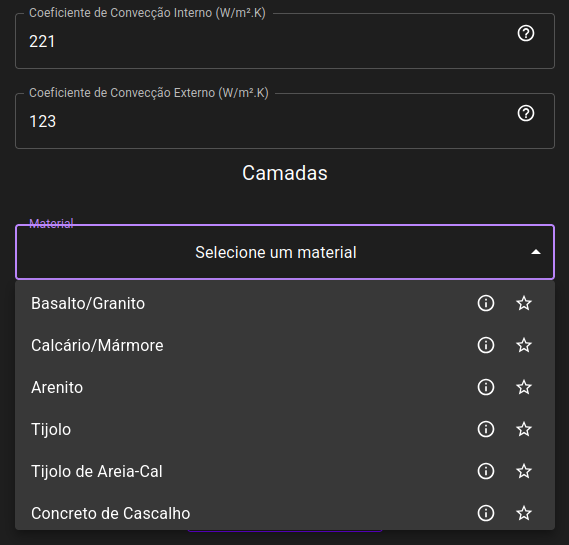 Coeficiente de Convecção Interno (W/m².K)
221
Coeficiente de Convecção Externo (W/m².K)
123
Camadas
Material
Selecione um material
Basalto/Granito
Calcário/Mármore
Arenito
Tijolo
Tijolo de Areia-Cal
Concreto de Cascalho